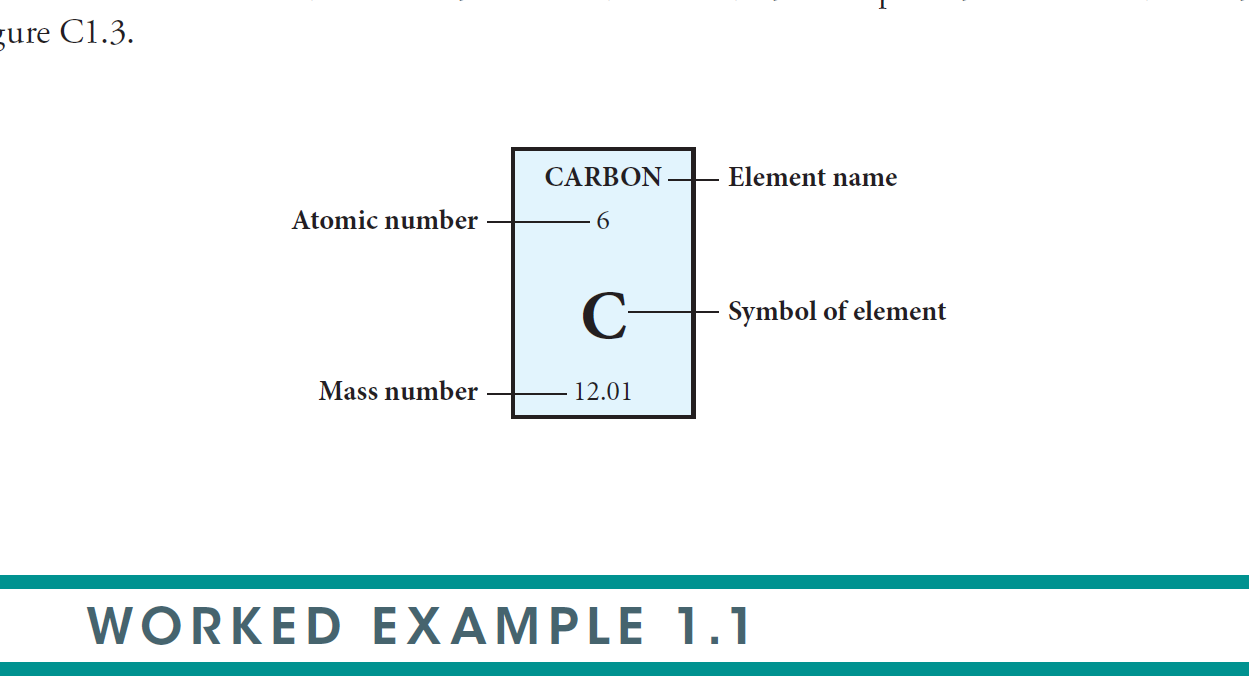 gure C1.3.
CARBON
Element name
Atomic number
6
C
Symbol of element
Mass number
12.01
WORKED EXAMPLE 1.1